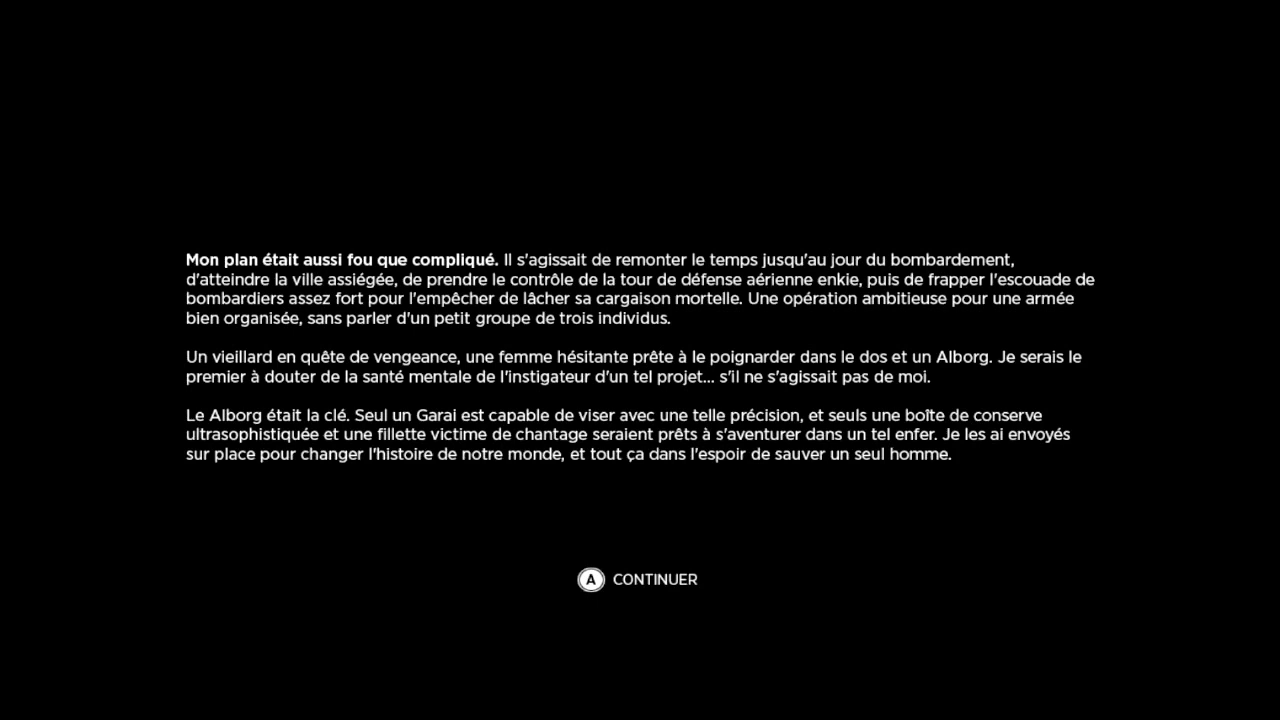 Mon plan était aussi fou que compliqué. Il s'agissait de remonter le temps jusqu'au jour du bombardement,
d'atteindre la ville assiégée, de prendre le contrôle de la tour de défense aérienne enkie, puis de frapper l'escouade de
bombardiers assez fort pour l'empêcher de lâcher sa cargaison mortelle. Une opération ambitieuse pour une armée
bien organisée, sans parler d'un petit groupe de trois individus.
Un vieillard en quête de vengeance, une femme hésitante prête à le poignarder dans le dos et un Alborg. Je serais le
premier à douter de la santé mentale de l'instigateur d'un tel projet... s'il ne s'agissait pas de moi.
Le Alborg était la clé. Seul un Garai est capable de viser avec une telle précision, et seuls une boîte de conserve
ultrasophistiquée et une fillette victime de chantage seraient prêts à s'aventurer dans un tel enfer. Je les ai envoyés
sur place pour changer l'histoire de notre monde, et tout ça dans l'espoir de sauver un seul homme.
A CONTINUER